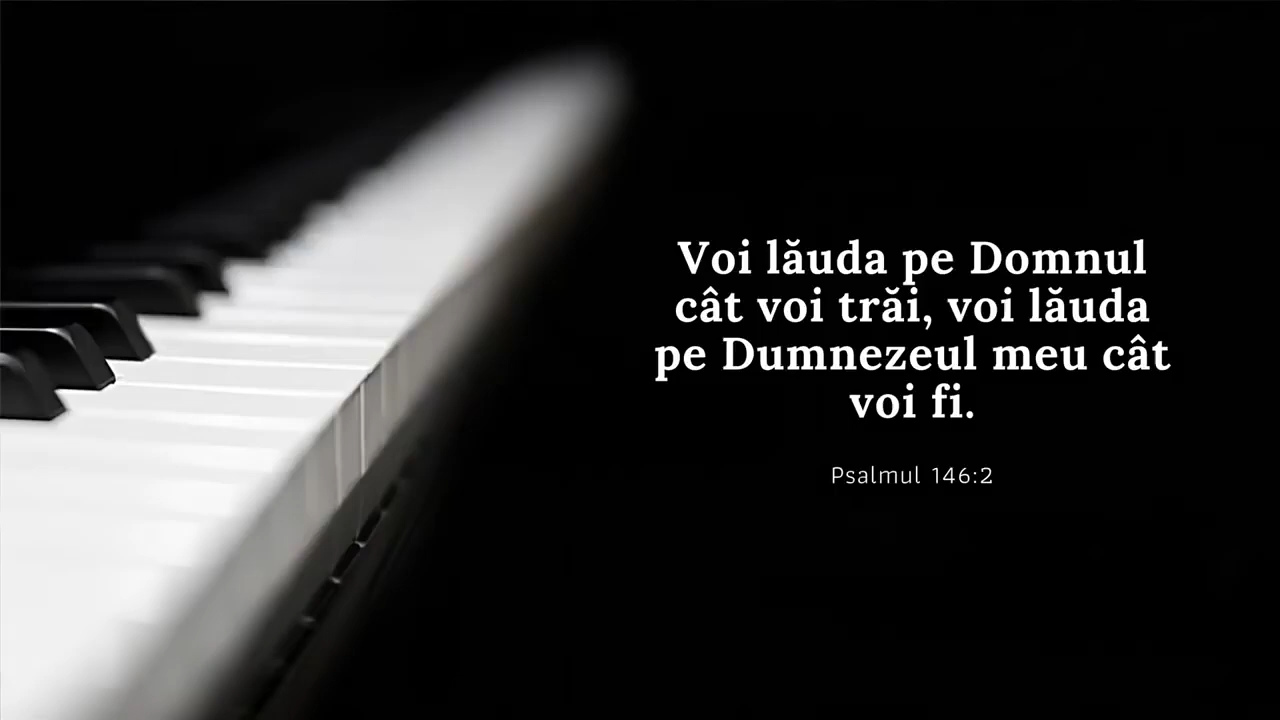 Voi lăuda pe Domnul
cât voi trăi, voi lăuda
pe Dumnezeul meu cât
voi fi.
Psalmul 146:2